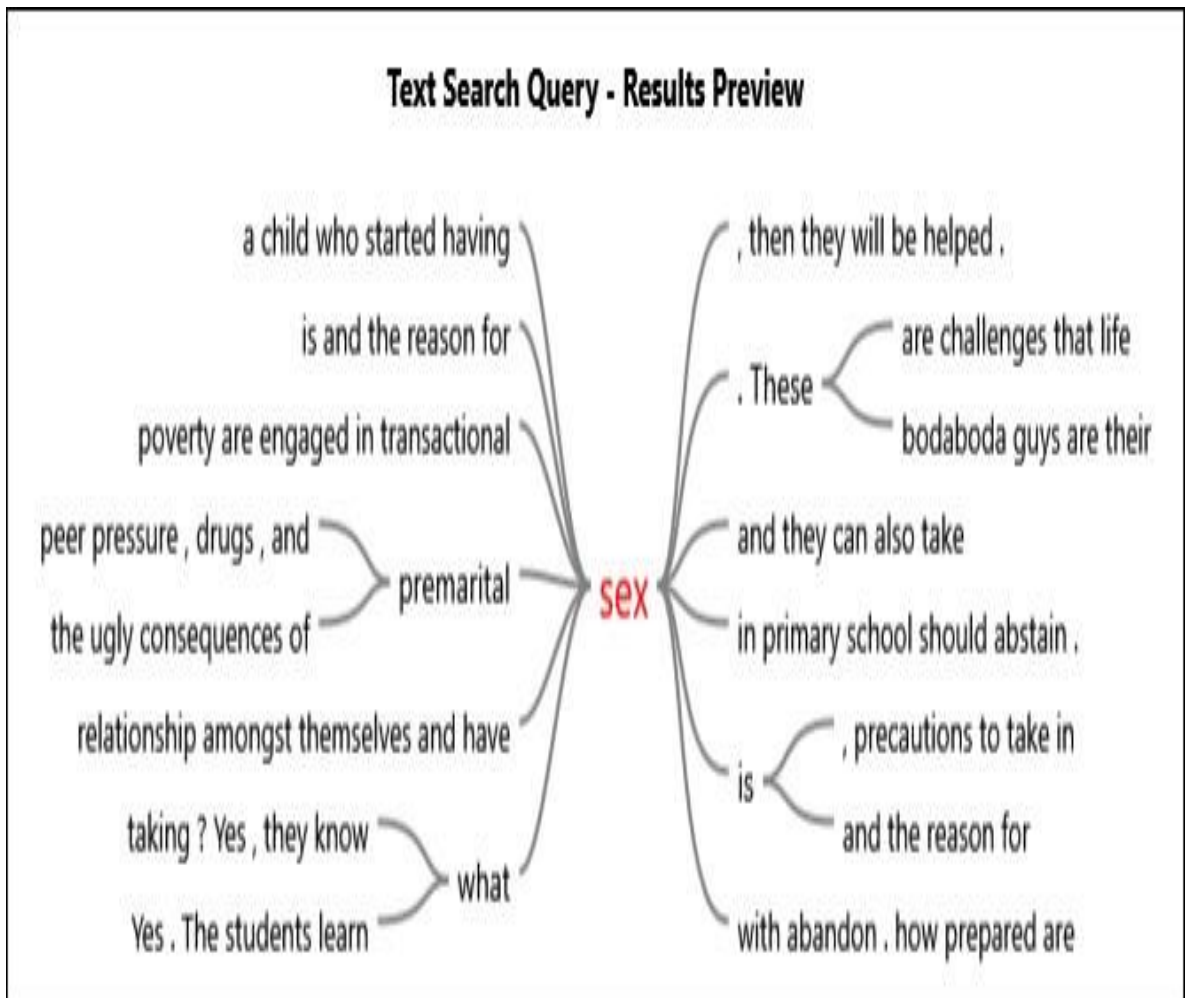 Text Search Query - Results Preview
a child who started having
is and the reason for
poverty are engaged in transactional
peer pressure , drugs , and
the ugly consequences of
premarital
relationship amongst themselves and have
taking ? Yes , they know
Yes . The students learn
what
sex
, then they will be helped .
. These
are challenges that life
bodaboda guys are their
and they can also take
in primary school should abstain .
is
, precautions to take in
and the reason for
with abandon . how prepared are